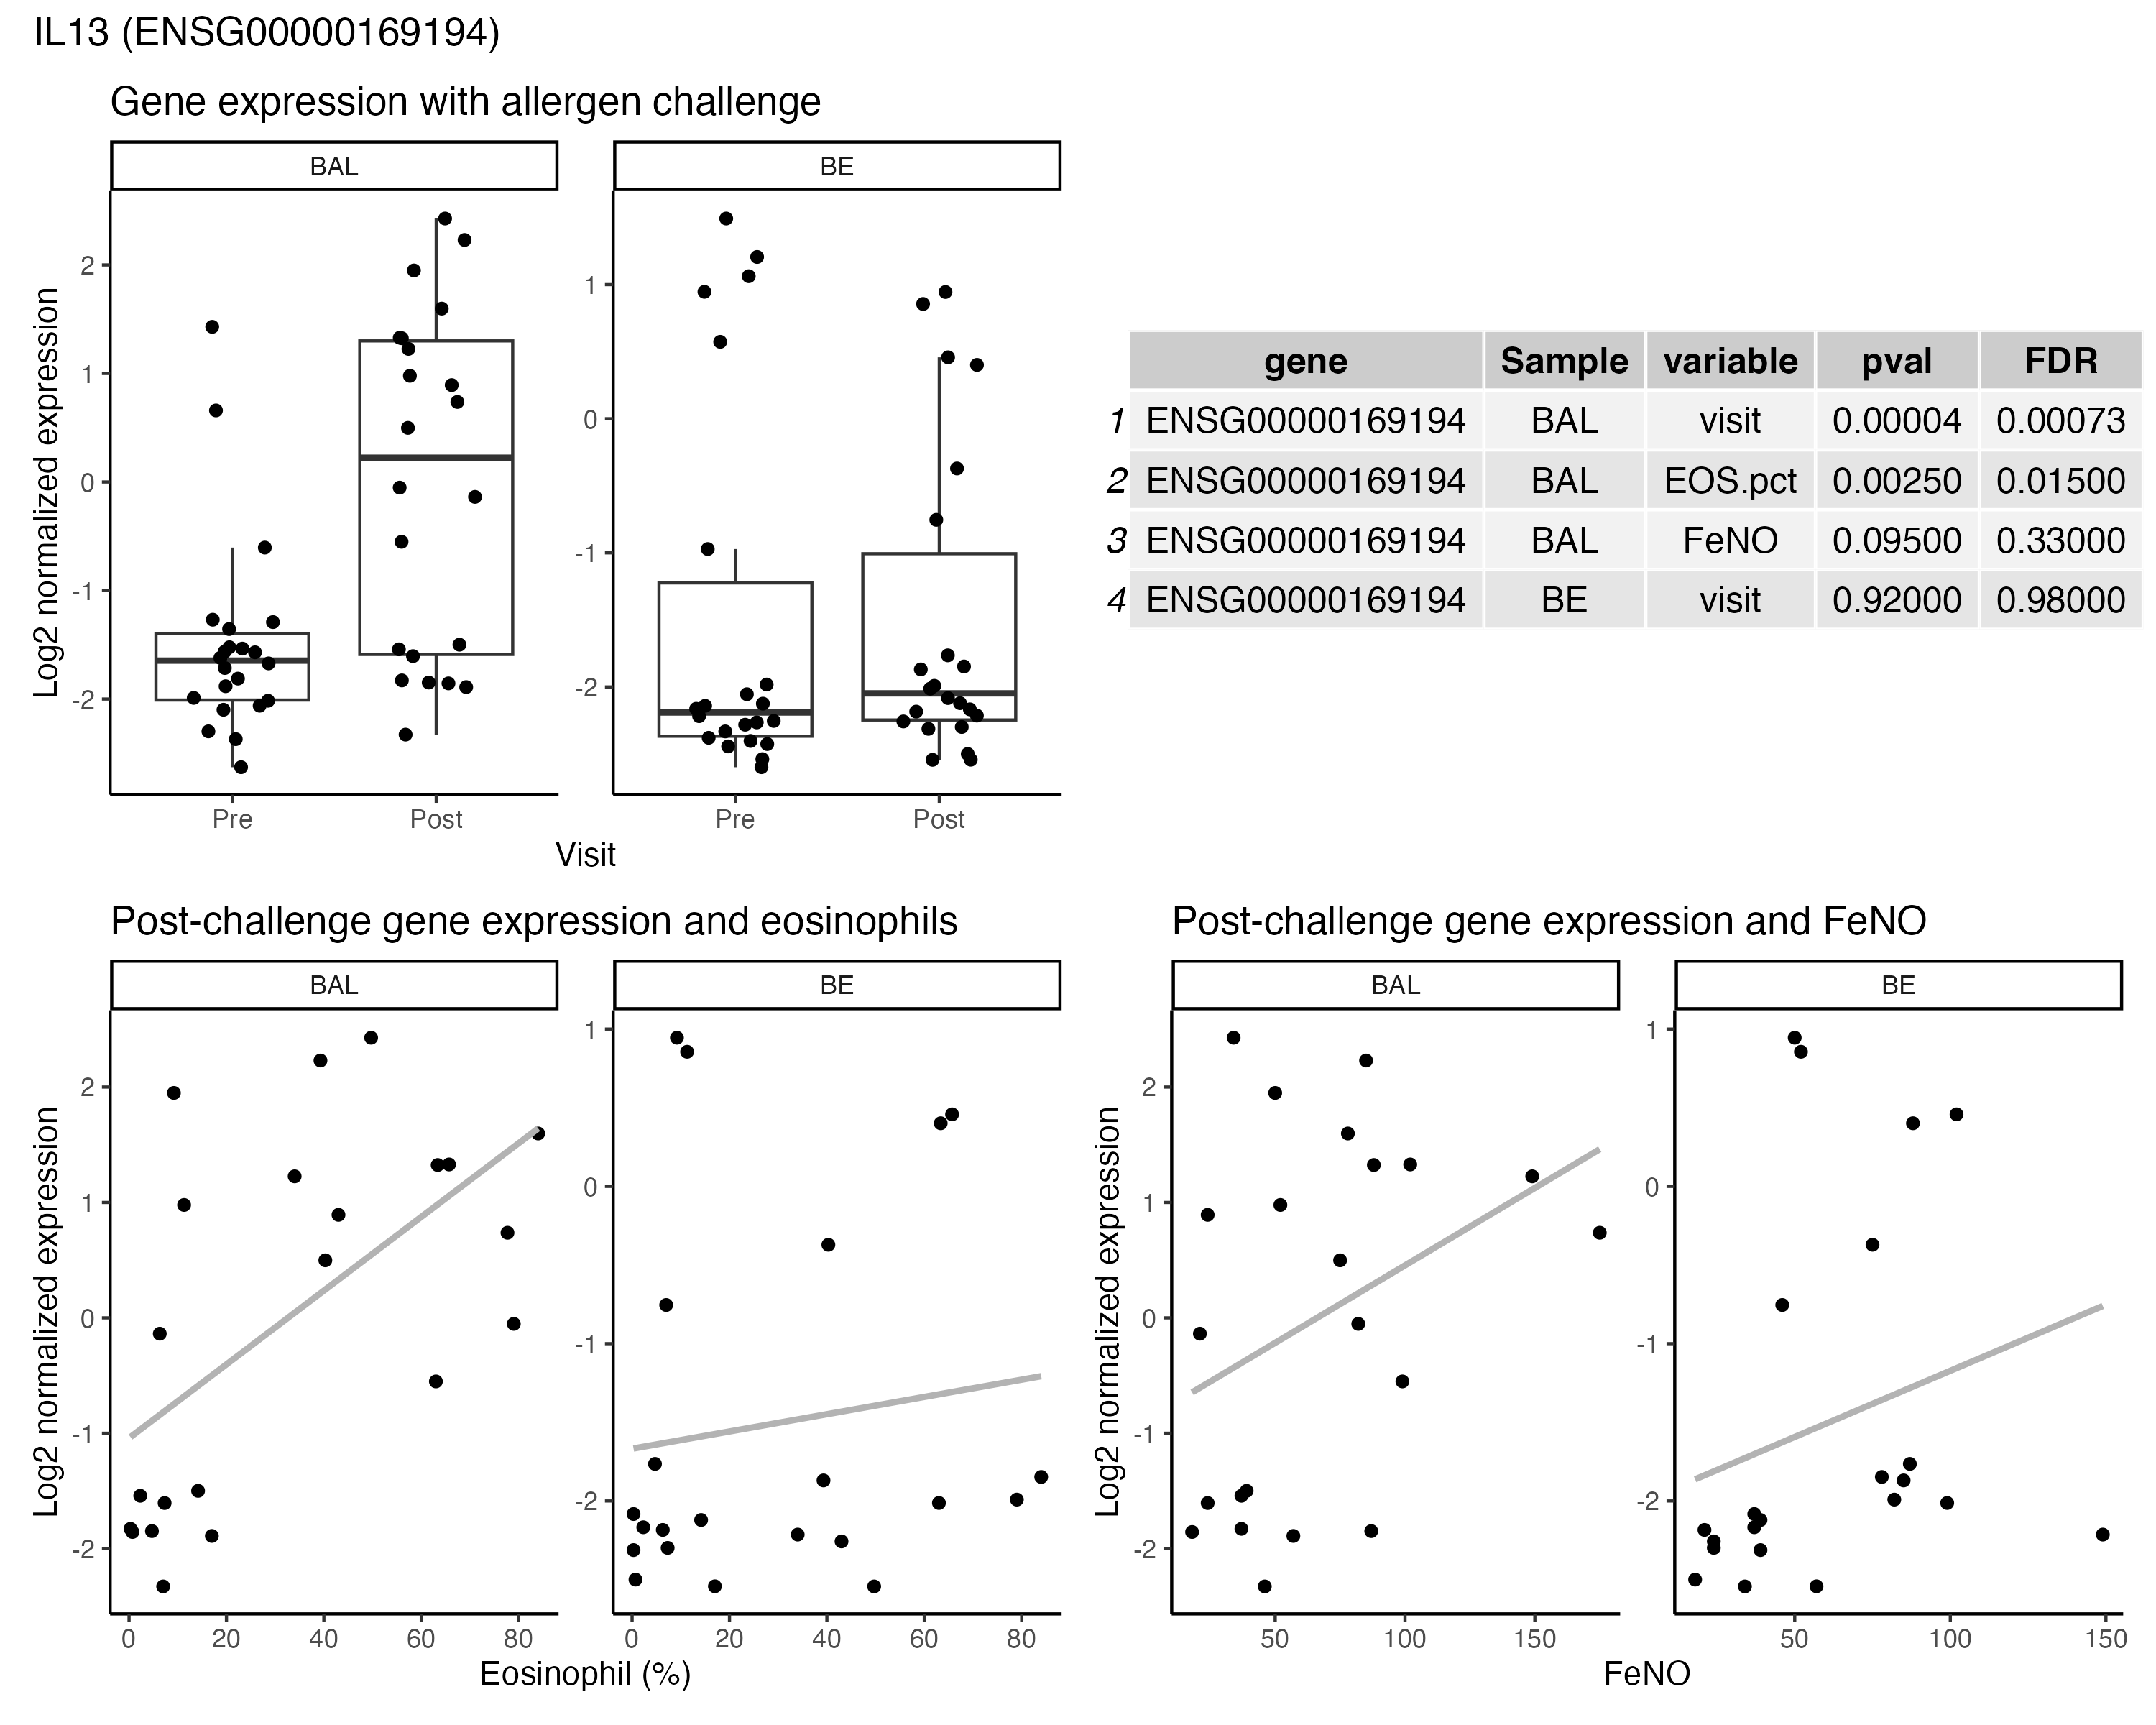 IL13 (ENSG00000169194)
Gene expression with allergen challenge
BAL BE
Log2 normalized expression
2
1
0
-1
-2
1
0
-1
-2
Pre Post Pre Post
Visit
gene Sample variable pval FDR
1 ENSG00000169194 BAL visit 0.00004 0.00073
2 ENSG00000169194 BAL EOS.pct 0.00250 0.01500
3 ENSG00000169194 BAL FeNO 0.09500 0.33000
4 ENSG00000169194 BE visit 0.92000 0.98000
Post-challenge gene expression and eosinophils
BAL BE
Log2 normalized expression
2
1
0
-1
-2
1
0
-1
-2
0 20 40 60 80 0 20 40 60 80
Eosinophil (%)
Post-challenge gene expression and FeNO
BAL BE
Log2 normalized expression
2
1
0
-1
-2
1
0
-1
-2
50 100 150 50 100 150
FeNO